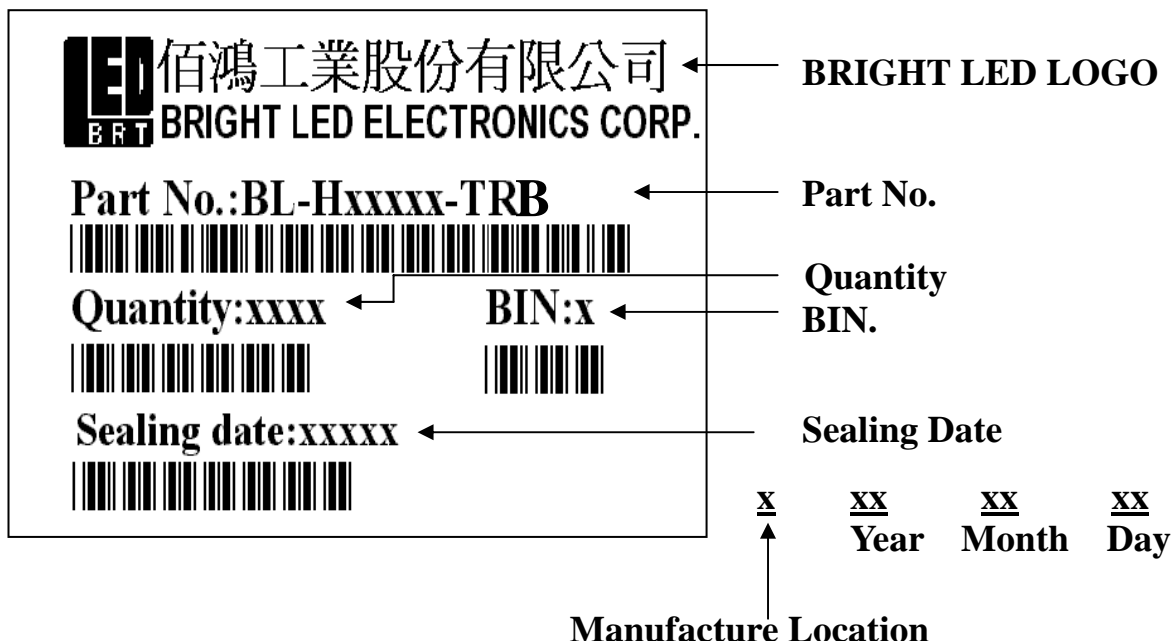 LED 佰鴻工業股份有限公司 BRIGHT LED LOGO
BRT BRIGHT LED ELECTRONICS CORP.
Part No.:BL-Hxxxxx-TRB Part No.
Quantity
Quantity:xxxx BIN:x BIN.
Sealing date:xxxxx Sealing Date
x xx xx xx
Year Month Day
Manufacture Location